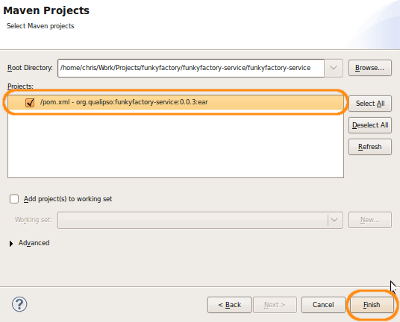 Maven Projects
Select Maven projects
Root Directory: /home/chris/Work/Projects/funkyfactory/funkyfactory-service/funkyfactory-service Browse...
Projects:
/pom.xml - org.qualipso:funkyfactory-service:0.0.3:ear
Select All
Deselect All
Refresh
Add project(s) to working set
Working set: New...
Advanced
? < Back Next > Cancel Finish